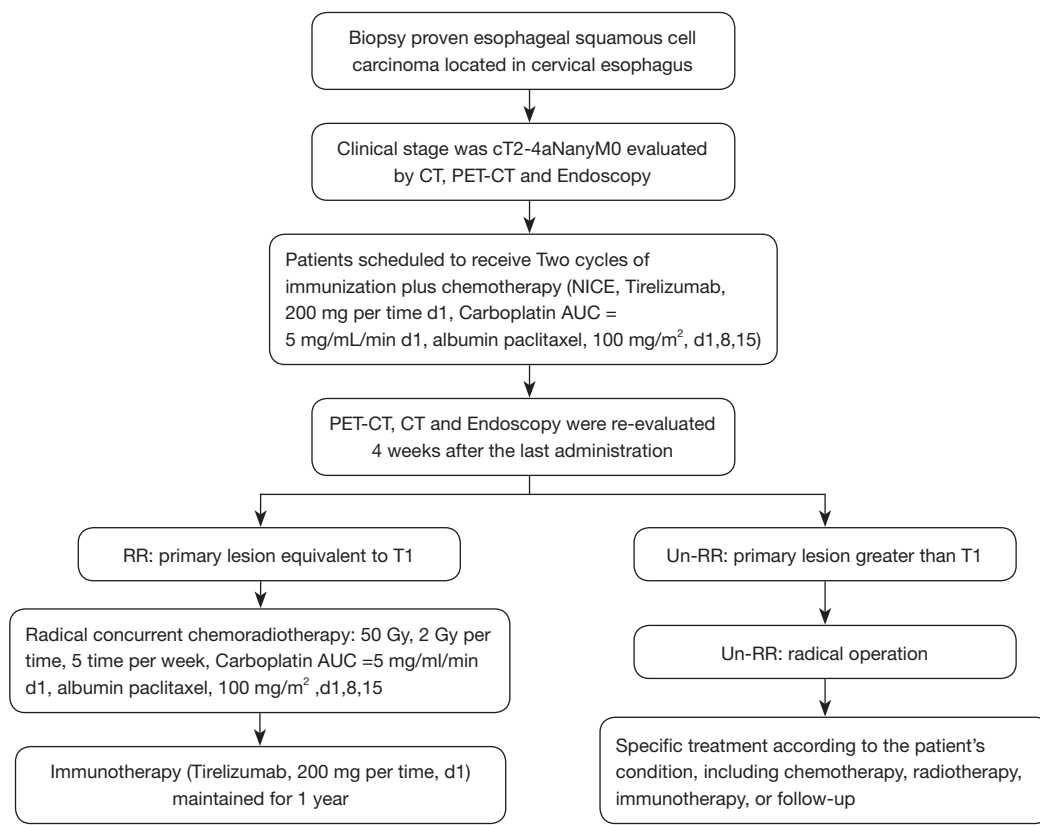 Biopsy proven esophageal squamous cell
carcinoma located in cervical esophagus
Clinical stage was cT2-4aNanyM0 evaluated
by CT, PET-CT and Endoscopy
Patients scheduled to receive Two cycles of
immunization plus chemotherapy (NICE, Tirelizumab,
200 mg per time d1, Carboplatin AUC =
5 mg/mL/min d1, albumin paclitaxel, 100 mg/m², d1,8,15)
PET-CT, CT and Endoscopy were re-evaluated
4 weeks after the last administration
RR: primary lesion equivalent to T1
Radical concurrent chemoradiotherapy: 50 Gy, 2 Gy per
time, 5 time per week, Carboplatin AUC =5 mg/ml/min
d1, albumin paclitaxel, 100 mg/m² ,d1,8,15
Immunotherapy (Tirelizumab, 200 mg per time, d1)
maintained for 1 year
Un-RR: primary lesion greater than T1
Un-RR: radical operation
Specific treatment according to the patient's
condition, including chemotherapy, radiotherapy,
immunotherapy, or follow-up